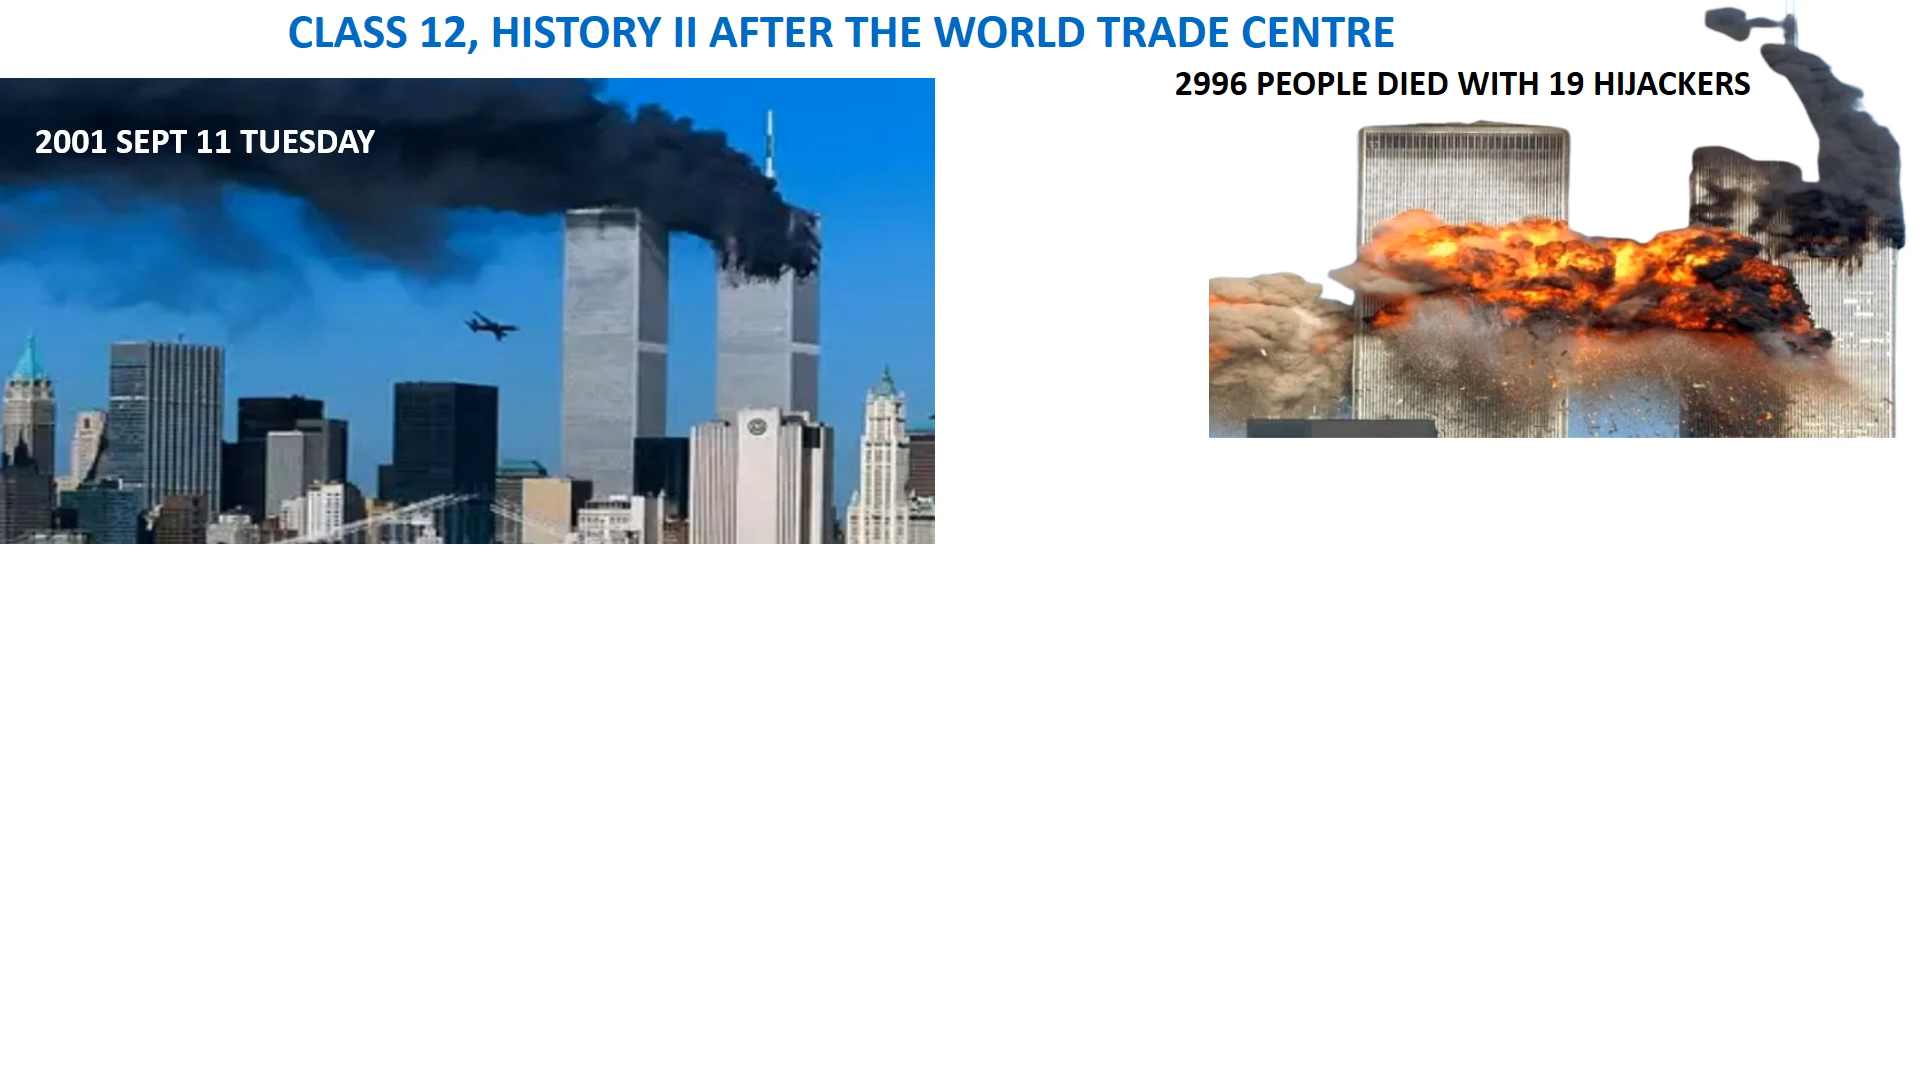 CLASS 12, HISTORY II AFTER THE WORLD TRADE CENTRE
2996 PEOPLE DIED WITH 19 HIJACKERS
2001 SEPT 11 TUESDAY